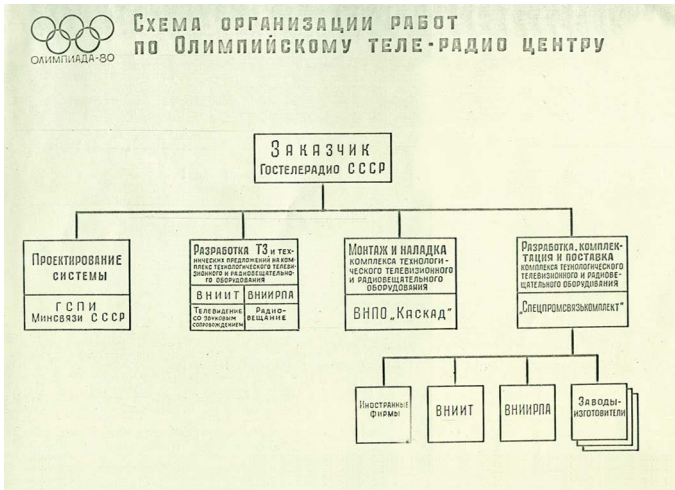 ОЛИМПИАДА-80
СХЕМА ОРГАНИЗАЦИИ РАБОТ
ПО ОЛИМПИЙСКОМУ ТЕЛЕ-РАДИО ЦЕНТРУ
ЗАКАЗЧИК
ГОСТЕЛЕРАДИО СССР
ПРОЕКТИРОВАНИЕ
СИСТЕМЫ
ГСПИ
МИНСВЯЗИ СССР
РАЗРАБОТКА ТЗ И ТЕХ-
НИЧЕСКИХ ПРЕДЛОЖЕНИЙ НА КОМ-
ПЛЕКС ТЕХНОЛОГИЧЕСКОГО ТЕЛЕВИ-
ЗИОННОГО И РАДИОВЕЩАТЕЛЬНО-
ГО ОБОРУДОВАНИЯ
ВНИИТ
ВНИИРПА
ТЕЛЕВИДЕНИЕ
СО ЗВУКОВЫМ
СОПРОВОЖДЕНИЕМ
РАДИО-
ВЕЩАНИЕ
МОНТАЖ И НАЛАДКА
КОМПЛЕКСА ТЕХНОЛОГИ-
ЧЕСКОГО ТЕЛЕВИЗИОННОГО
И РАДИОВЕЩАТЕЛЬНОГО
ОБОРУДОВАНИЯ
ВНПО „КАСКАД"
РАЗРАБОТКА, КОМПЛЕК-
ТАЦИЯ И ПОСТАВКА
КОМПЛЕКСА ТЕХНОЛОГИЧЕСКОГО
ТЕЛЕВИЗИОННОГО И РАДИОВЕ-
ЩАТЕЛЬНОГО ОБОРУДОВАНИЯ
„СПЕЦПРОМСВЯЗЬКОМПЛЕКТ"
ИНОСТРАННЫЕ
ФИРМЫ
ВНИИТ
ВНИИРПА
ЗАВОДЫ-
ИЗГОТОВИТЕЛИ